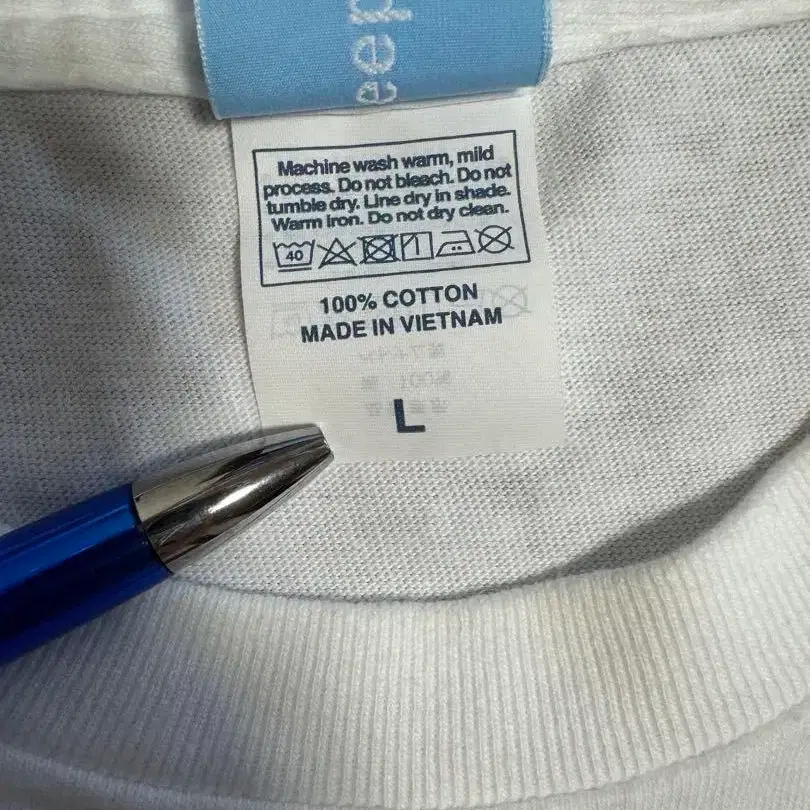 eep
Machine wash warm, mild
process. Do not bleach. Do not
tumble dry. Line dry in shade.
Warm iron. Do not dry clean.
40
100% COTTON
MADE IN VIETNAM
L